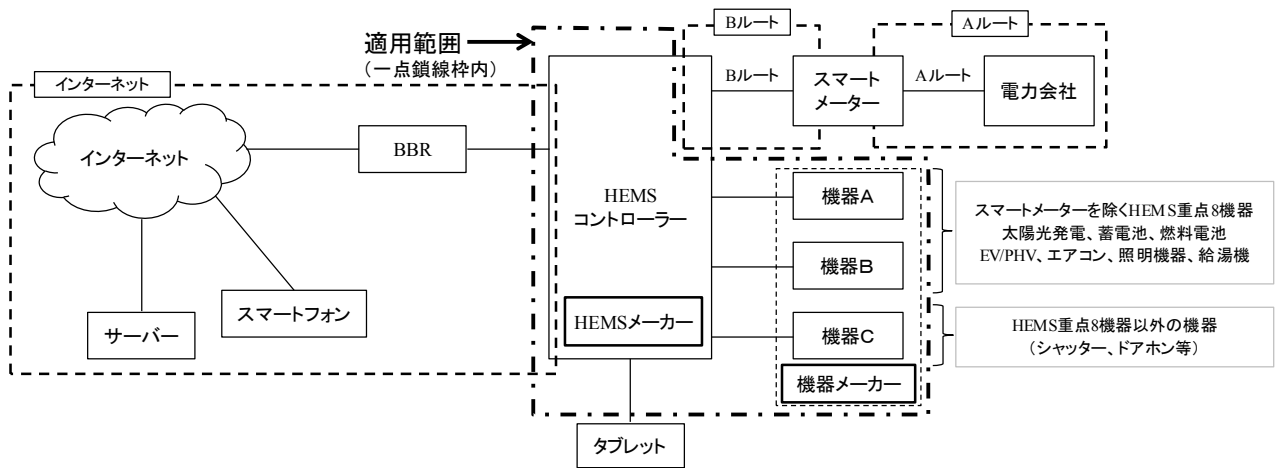 適用範囲
（一点鎖線枠内）
Bルート
Aルート
インターネット
Bルート
スマート
メーター
Aルート
電力会社
インターネット
BBR
HEMS
コントローラー
機器A
機器B
機器C
スマートメーターを除くHEMS重点8機器
太陽光発電、蓄電池、燃料電池
EV/PHV、エアコン、照明機器、給湯機
スマートフォン
サーバー
HEMSメーカー
HEMS重点8機器以外の機器
（シャッター、ドアホン等）
機器メーカー
タブレット